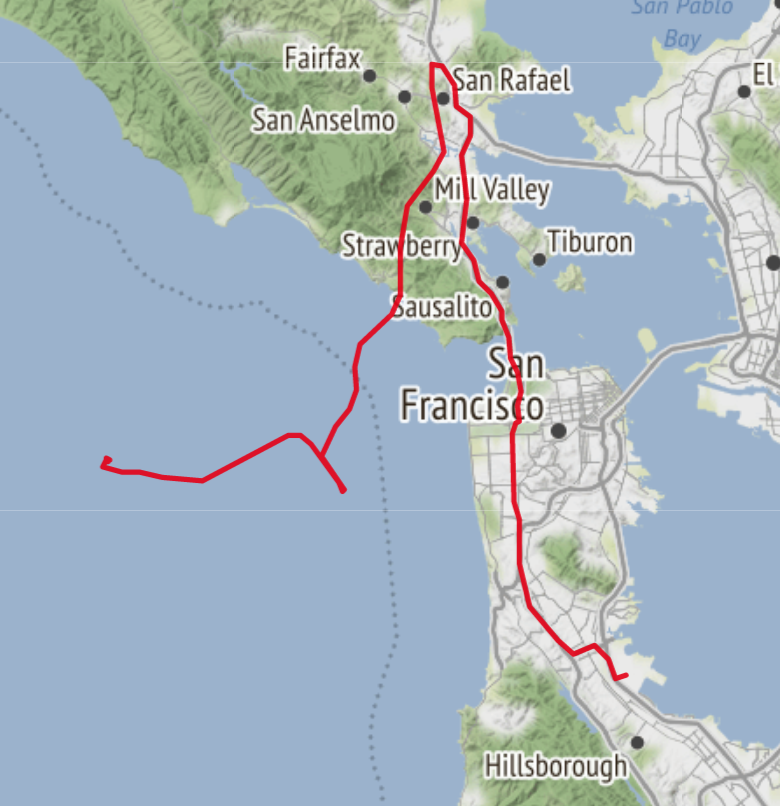 San Pablo
Bay
Fairfax
El
San Rafael
San Anselmo
Mill Valley
Strawberry
Tiburon
Sausalito
San
Francisco
Hillsborough